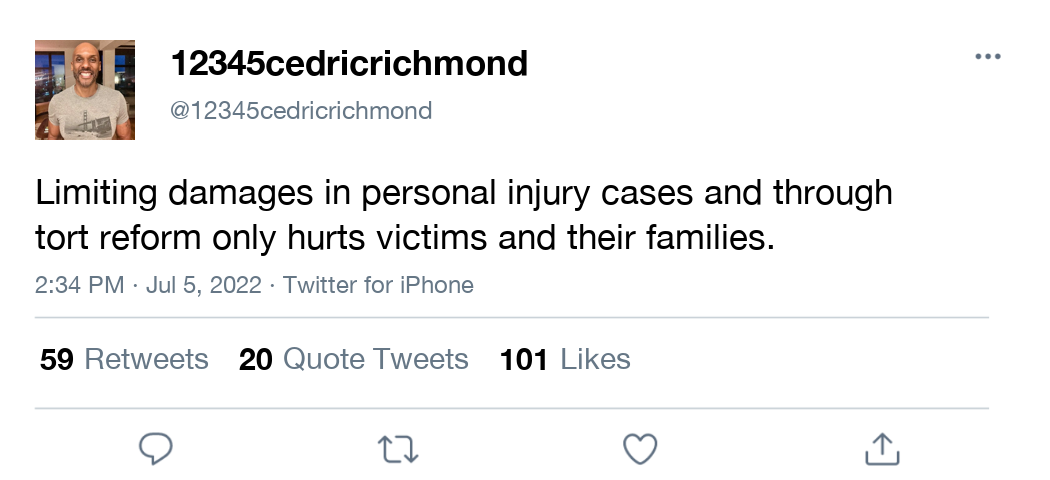 12345cedricrichmond
@12345cedricrichmond
Limiting damages in personal injury cases and through
tort reform only hurts victims and their families.
2:34 PM · Jul 5, 2022 · Twitter for iPhone
59 Retweets 20 Quote Tweets 101 Likes